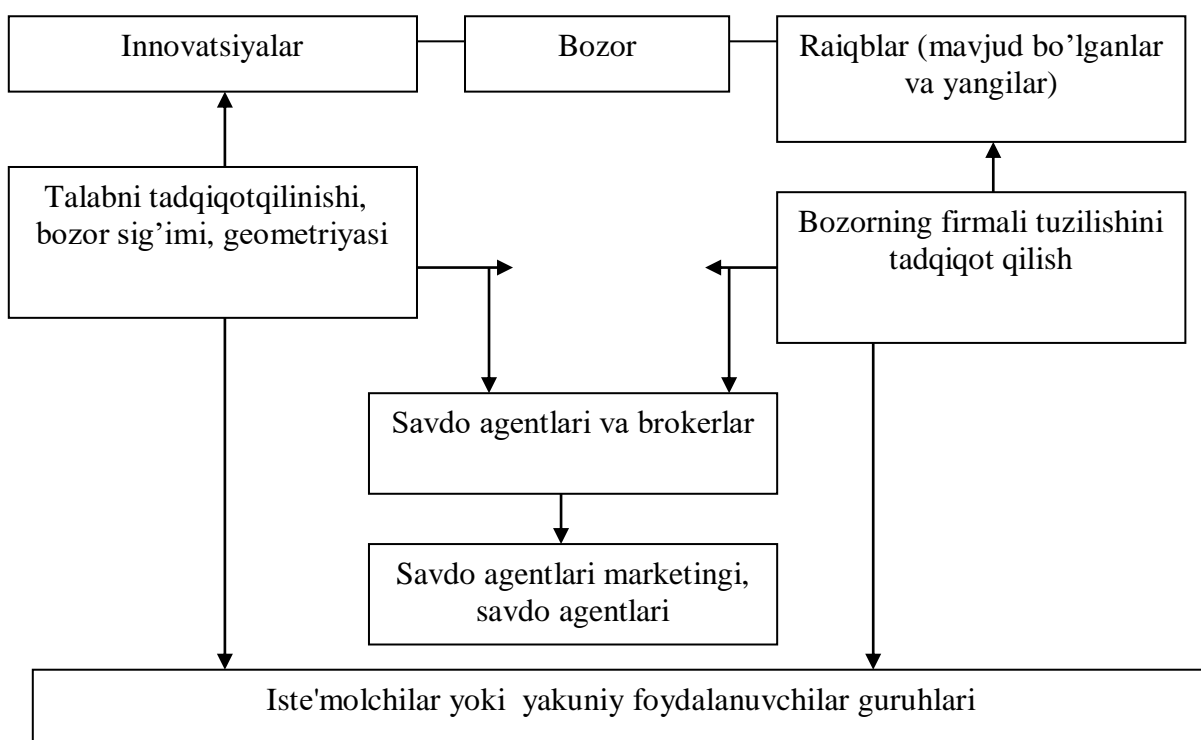 Innovatsiyalar
Bozor
Raiqblar (mavjud bo’lganlar
va yangilar)
Talabni tadqiqotqilinishi,
bozor sig’imi, geometriyasi
Bozorning firmali tuzilishini
tadqiqot qilish
Savdo agentlari va brokerlar
Savdo agentlari marketingi,
savdo agentlari
Iste'molchilar yoki yakuniy foydalanuvchilar guruhlari